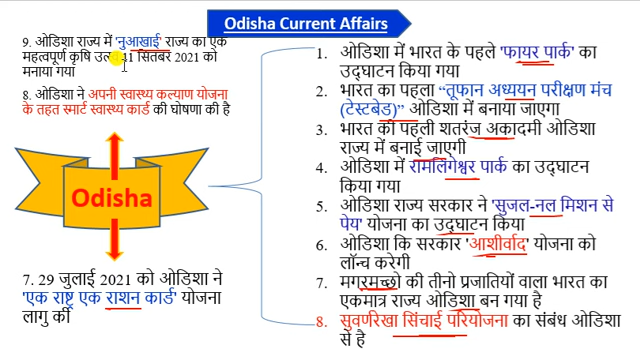 Odisha Current Affairs
9. ओडिशा राज्य में 'नुआखाई' राज्य का एक
महत्वपूर्ण कृषि 11 सितंबर 2021 को
मनाया गया
8. ओडिशा ने अपनी स्वास्थ्य कल्याण योजना
के तहत स्मार्ट स्वास्थ्य कार्ड की घोषणा की है
Odisha
7. 29 जुलाई 2021 को ओडिशा ने
'एक राष्ट्र एक राशन कार्ड' योजना
लागु की
1. ओडिशा में भारत के पहले 'फायर पार्क' का
उद्घाटन किया गया
2. भारत का पहला “तूफान अध्ययन परीक्षण मंच
(टेस्टबेड)” ओडिशा में बनाया जाएगा
3. भारत की पहली शतरंज अकादमी ओडिशा
राज्य में बनाई जाएगी
4. ओडिशा में रामलिंगेश्वर पार्क का उद्घाटन
किया गया
5. ओडिशा राज्य सरकार ने 'सुजल-नल मिशन से
पेय' योजना का उद्घाटन किया
6. ओडिशा कि सरकार 'आशीर्वाद' योजना को
लॉन्च करेगी
7. मगरमच्छो की तीनो प्रजातियों वाला भारत का
एकमात्र राज्य ओडिशा बन गया है
8. सुवर्णरेखा सिंचाई परियोजना का संबंध ओडिशा
से है